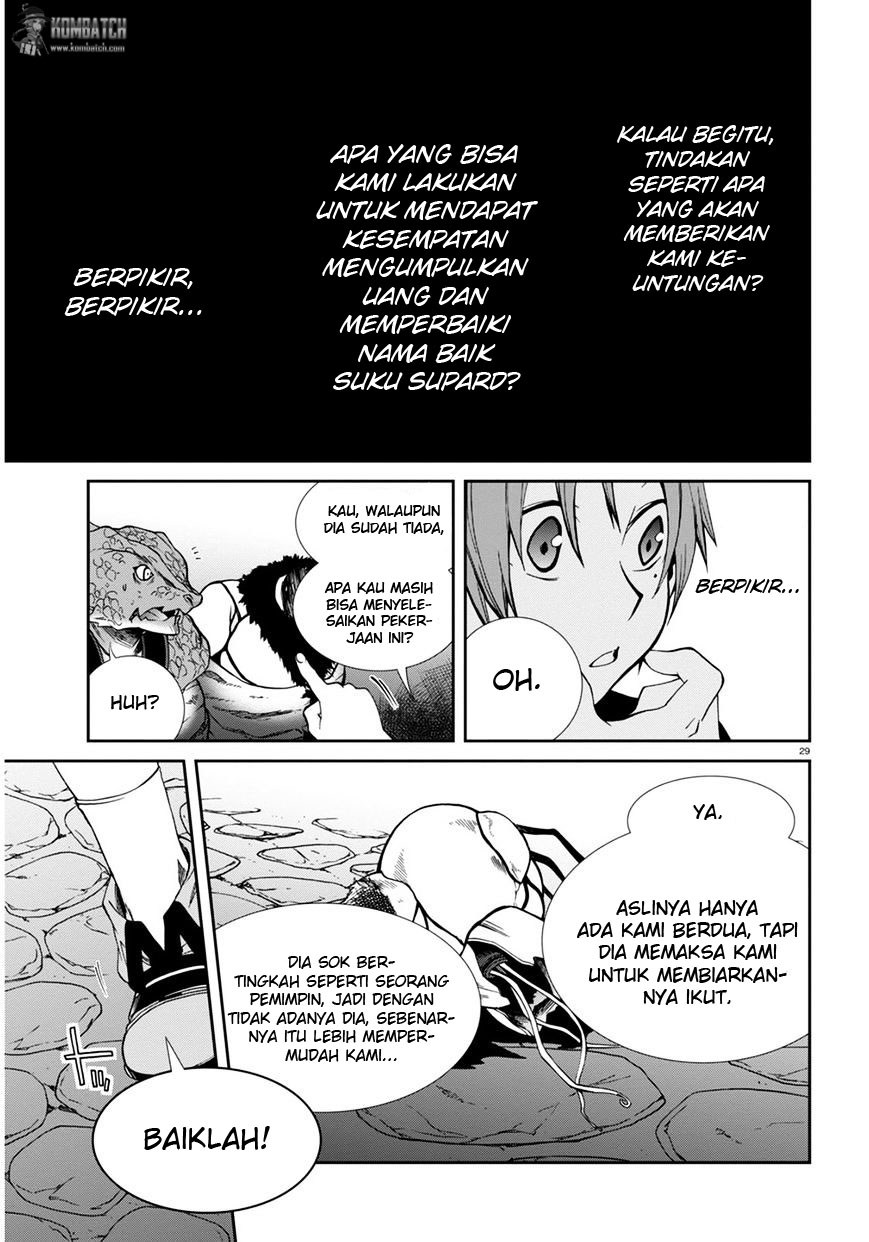 KOMBATCH
www.kombatch.com
KALAU BEGITU,
TINDAKAN
SEPERTI APA
YANG AKAN
MEMBERIKAN
KAMI KE-
UNTUNGAN?
APA YANG BISA
KAMI LAKUKAN
UNTUK MENDAPAT
KESEMPATAN
MENGUMPULKAN
UANG DAN
MEMPERBAIKI
NAMA BAIK
SUKU SUPARD?
BERPIKIR,
BERPIKIR...
BERPIKIR...
OH.
KAU, WALAUPUN
DIA SUDAH TIADA,
APA KAU MASIH
BISA MENYELE-
SAIKAN PEKER-
JAAN INI?
HUH?
29
YA.
ASLINYA HANYA
ADA KAMI BERDUA, TAPI
DIA MEMAKSA KAMI
UNTUK MEMBIARKAN-
NYA IKUT.
DIA SOK BER-
TINGKAH SEPERTI SEORANG
PEMIMPIN, JADI DENGAN
TIDAK ADANYA DIA, SEBENAR-
NYA ITU LEBIH MEMPER-
MUDAH KAMI...
BAIKLAH!